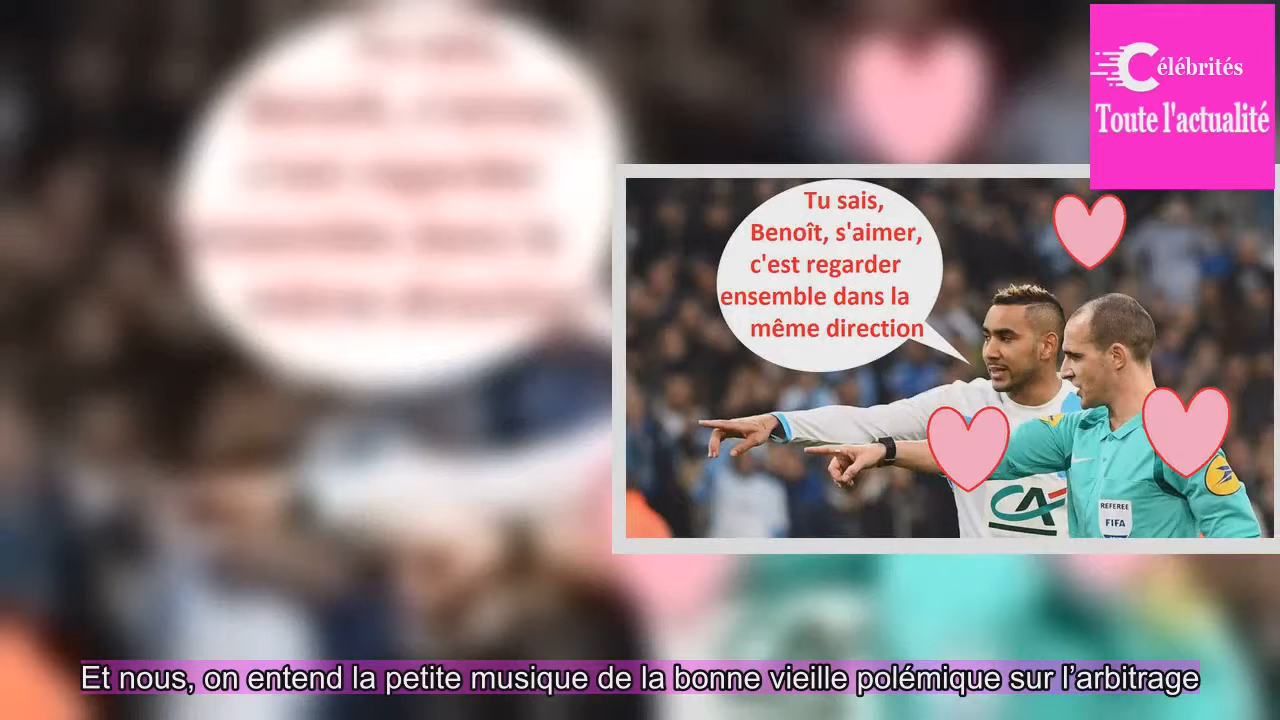 Célébrités
Toute l'actualité
Tu sais,
Benoît, s'aimer,
c'est regarder
ensemble dans la
même direction
CA
REFEREE
FIFA
Et nous, on entend la petite musique de la bonne vieille polémique sur l’arbitrage